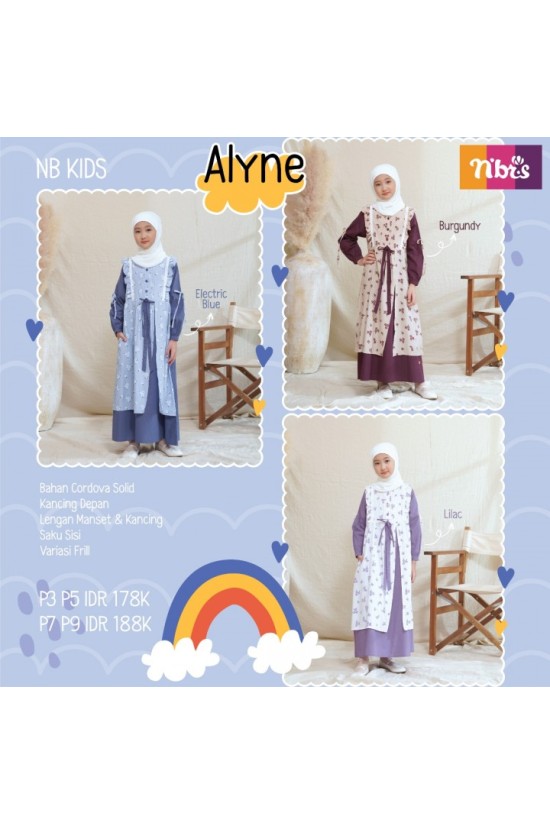 NB KIDS
Alyne
Nibr's
Burgundy
Electric
Blue
Lilac
Bahan Cordova Solid
Kancing Depan
Lengan Manset & Kancing
Saku Sisi
Variasi Frill
P3 P5 IDR 178K
P7 P9 IDR 188K